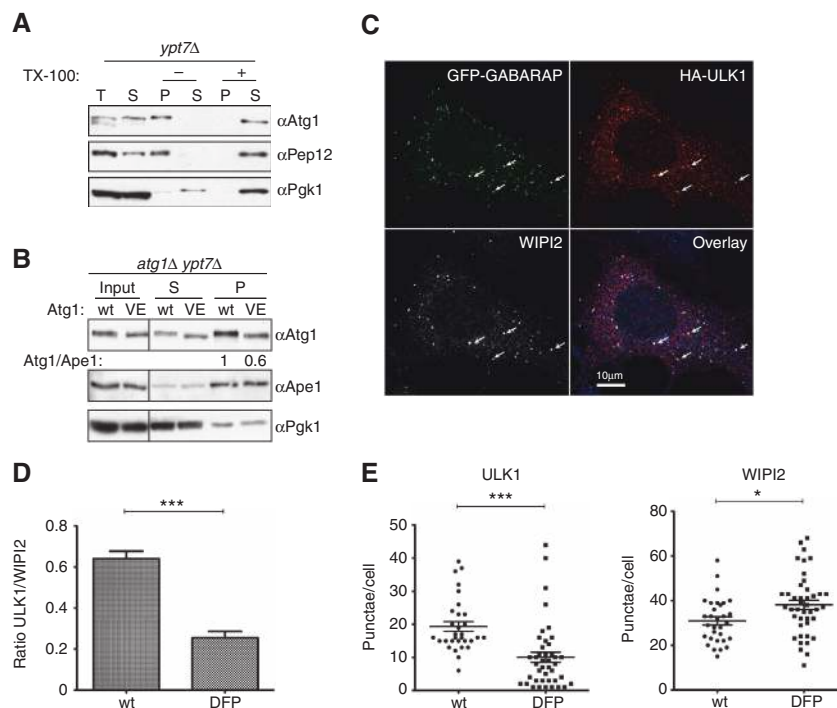 A
ypt7Δ
TX-100: – +
T S P S P S
αAtg1
αPep12
αPgk1
B
atg1Δ ypt7Δ
Input S P
Atg1: wt VE wt VE wt VE
αAtg1
Atg1/Ape1: 1 0.6
αApe1
αPgk1
C
GFP-GABARAP
HA-ULK1
WIPI2
Overlay
10μm
D
***
Ratio ULK1/WIPI2
0.8
0.6
0.4
0.2
0
wt DFP
E
ULK1
***
Punctae/cell
50
40
30
20
10
0
wt DFP
WIPI2
*
Punctae/cell
80
60
40
20
0
wt DFP